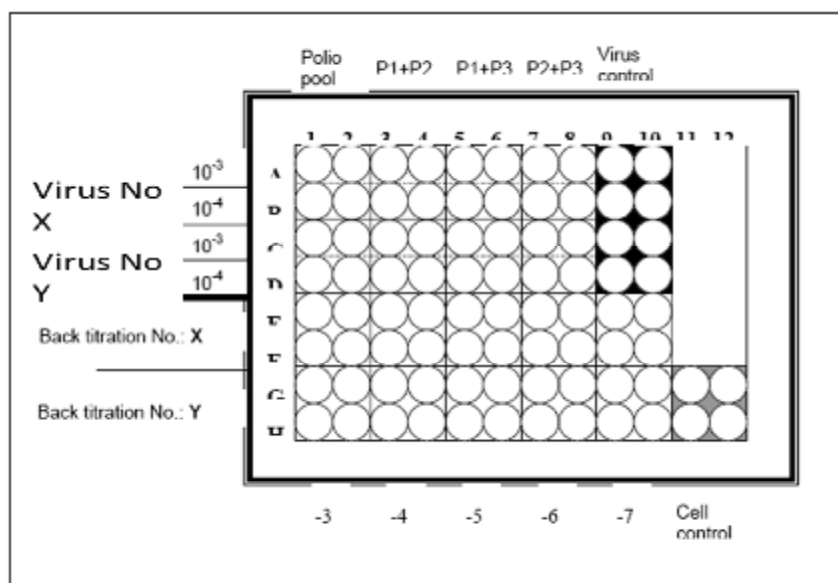 Polio pool
P1+P2
P1+P3
P2+P3
Virus control
1 2 3 4 5 6 7 8 9 10 11 12
Virus No X
10-3
10-4
Virus No Y
10-3
10-4
A
B
C
D
E
F
G
H
Back titration No.: X
Back titration No.: Y
-3 -4 -5 -6 -7
Cell control